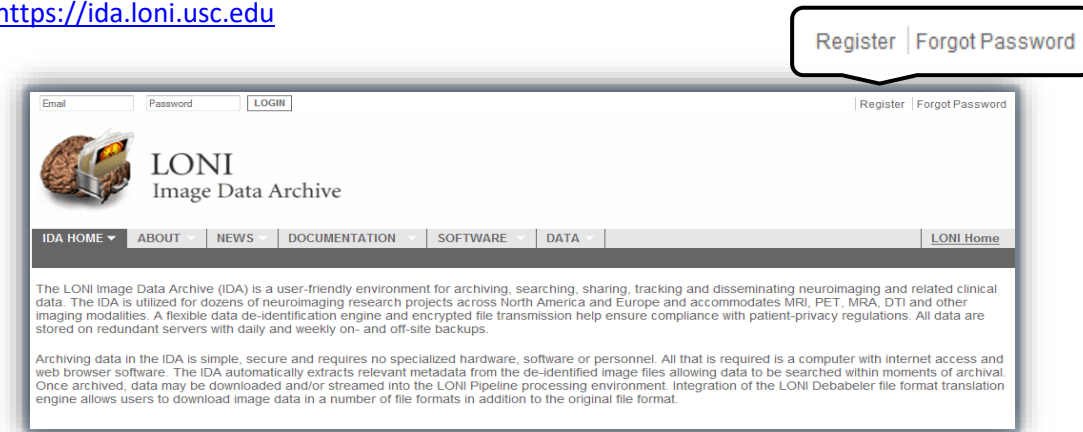 https://ida.loni.usc.edu
Register | Forgot Password
Email Password LOGIN Register | Forgot Password
LONI
Image Data Archive
IDA HOME ABOUT NEWS DOCUMENTATION SOFTWARE DATA LONI Home
The LONI Image Data Archive (IDA) is a user-friendly environment for archiving, searching, sharing, tracking and disseminating neuroimaging and related clinical
data. The IDA is utilized for dozens of neuroimaging research projects across North America and Europe and accommodates MRI, PET, MRA, DTI and other
imaging modalities. A flexible data de-identification engine and encrypted file transmission help ensure compliance with patient-privacy regulations. All data are
stored on redundant servers with daily and weekly on- and off-site backups.
Archiving data in the IDA is simple, secure and requires no specialized hardware, software or personnel. All that is required is a computer with internet access and
web browser software. The IDA automatically extracts relevant metadata from the de-identified image files allowing data to be searched within moments of archival.
Once archived, data may be downloaded and/or streamed into the LONI Pipeline processing environment. Integration of the LONI Debabeler file format translation
engine allows users to download image data in a number of file formats in addition to the original file format.